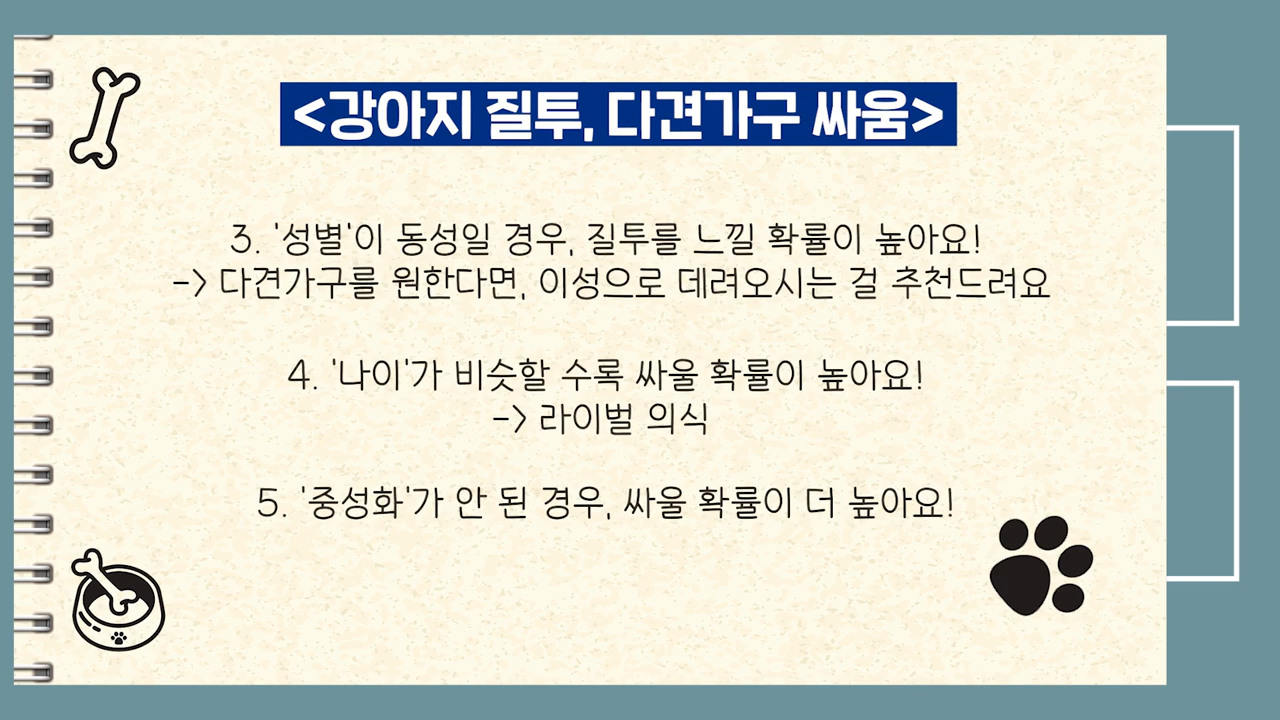 <강아지 질투, 다견가구 싸움>
3. '성별'이 동성일 경우, 질투를 느낄 확률이 높아요!
-> 다견가구를 원한다면, 이성으로 데려오시는 걸 추천드려요
4. '나이'가 비슷할 수록 싸울 확률이 높아요!
-> 라이벌 의식
5. '중성화'가 안 된 경우, 싸울 확률이 더 높아요!